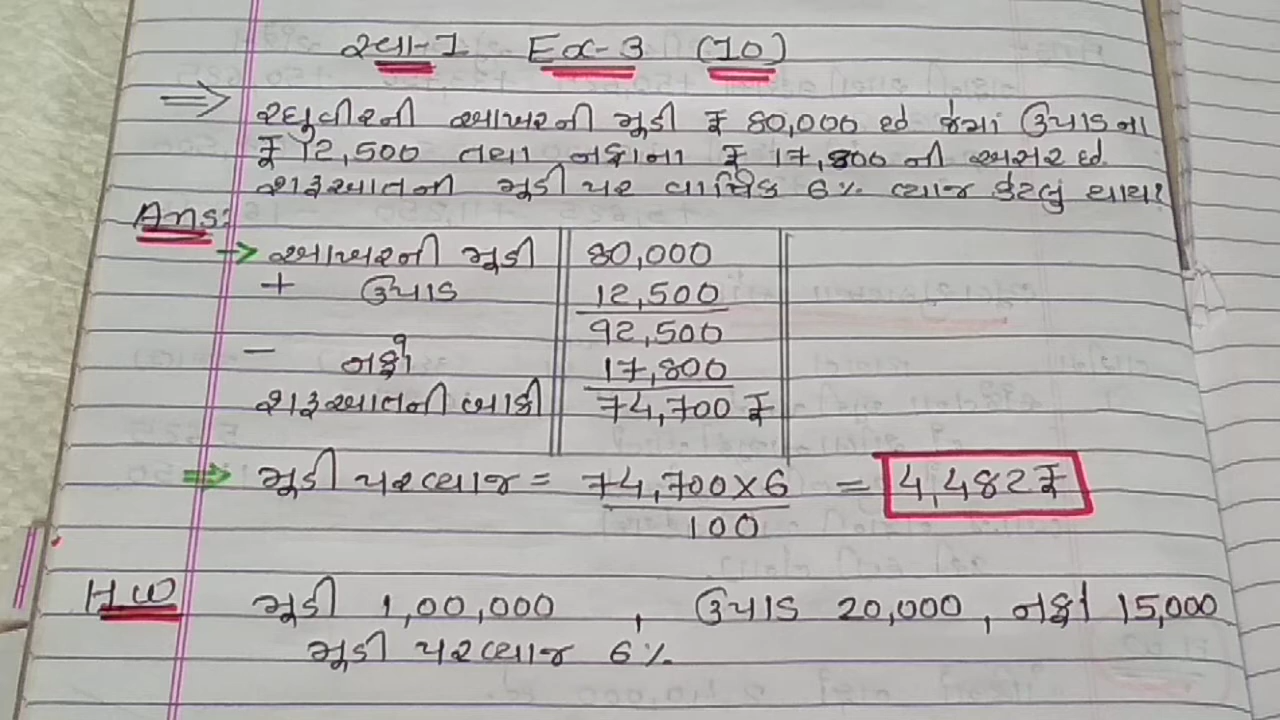 સ્વા-1 Ex-3 (10)
⇒ રઘુવીરની આખરની મૂડી ₹ 80,000 છે જેમાં ઉપાડના
₹ 12,500 તથા નફાના ₹ 17,800 ની અસર છે.
શરૂઆતની મૂડી પર વાર્ષિક 6% વ્યાજ કેટલું થાય?
Ans:
→ આખરની મૂડી 80,000
+ ઉપાડ 12,500
92,500
- નફો 17,800
શરૂઆતની બાકી 74,700 ₹
⇒ મૂડી પર વ્યાજ = 74,700 × 6 = 4,482 ₹
100
H.W મૂડી 1,00,000 , ઉપાડ 20,000, નફો 15,000
મૂડી પર વ્યાજ 6%